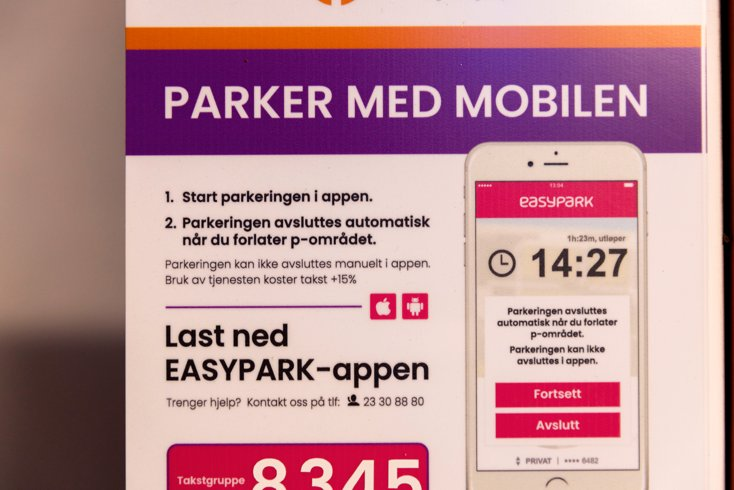 PARKER MED MOBILEN
1. Start parkeringen i appen.
2. Parkeringen avsluttes automatisk
når du forlater p-området.
Parkeringen kan ikke avsluttes manuelt i appen.
Bruk av tjenesten koster takst +15%
Last ned
EASYPARK-appen
Trenger hjelp? Kontakt oss på tlf: 23 30 88 80
Takstgruppe 8345
13:04
easypark
1h:23m, utløper
14:27
Parkeringen avsluttes
automatisk når du forlater
p-området.
Parkeringen kan ikke
avsluttes i appen.
Fortsett
Avslutt
PRIVAT | •••• 6482